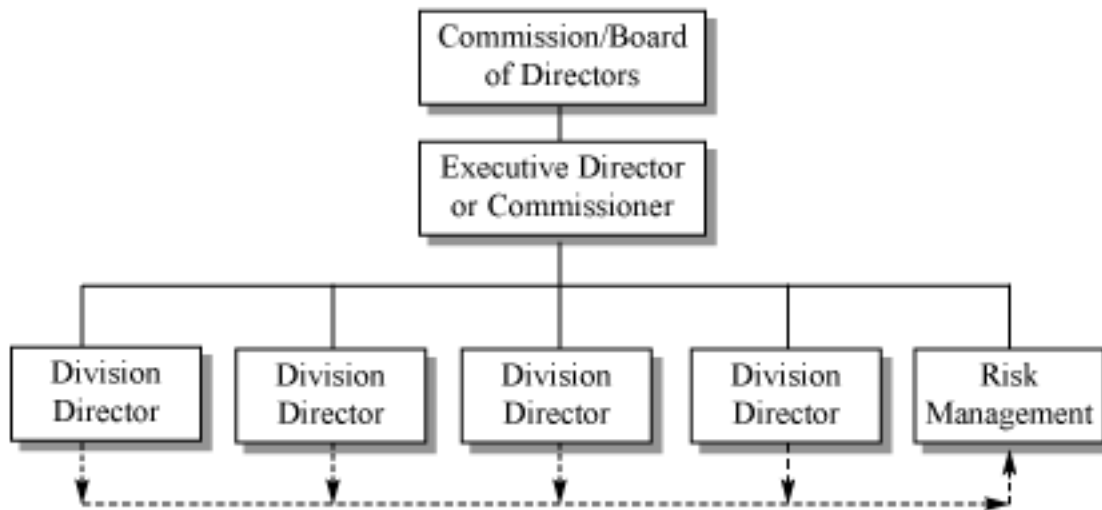 Commission/Board
of Directors
Executive Director
or Commissioner
Division
Director
Division
Director
Division
Director
Division
Director
Risk
Management